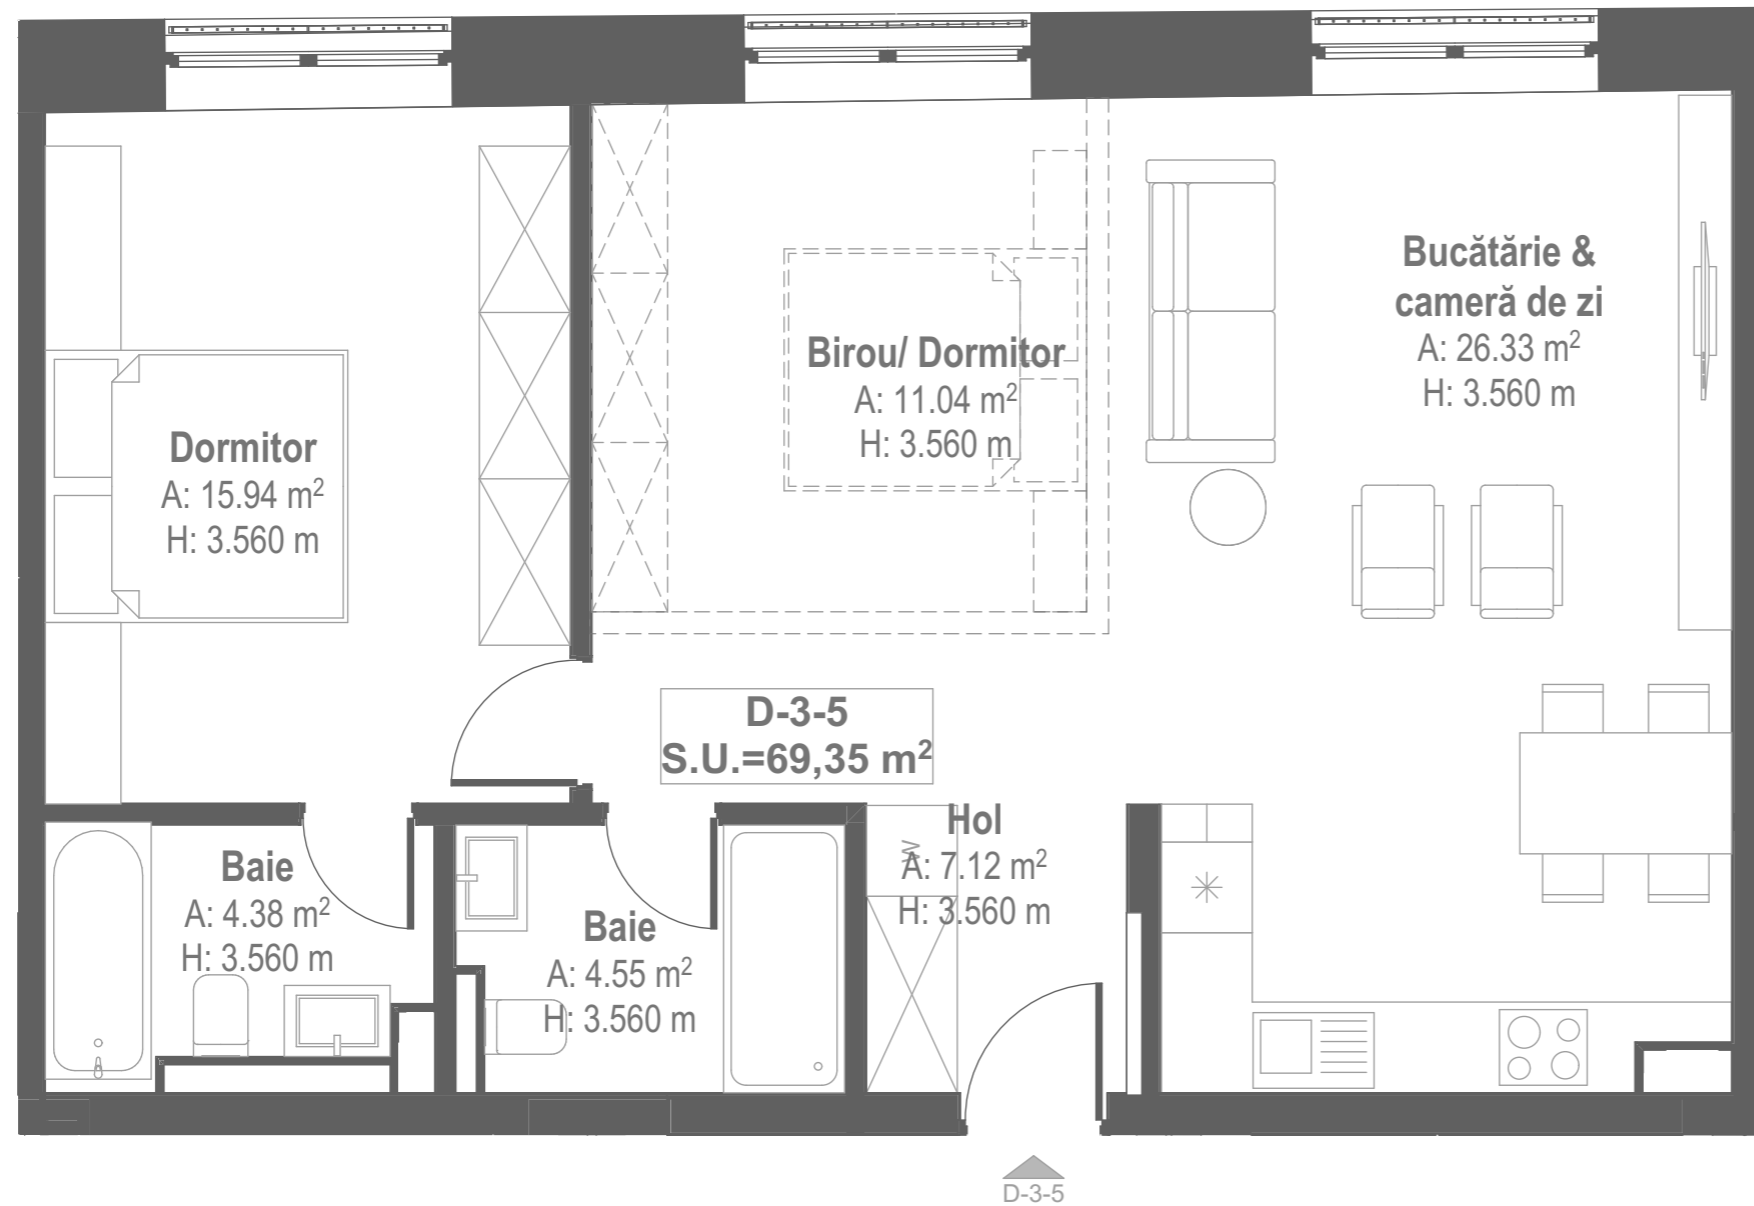 Bucătărie &
cameră de zi
A: 26.33 m²
H: 3.560 m
Birou/ Dormitor
A: 11.04 m²
H: 3.560 m
Dormitor
A: 15.94 m²
H: 3.560 m
D-3-5
S.U.=69,35 m²
Hol
A: 7.12 m²
H: 3.560 m
W
Baie
A: 4.38 m²
H: 3.560 m
Baie
A: 4.55 m²
H: 3.560 m
D-3-5